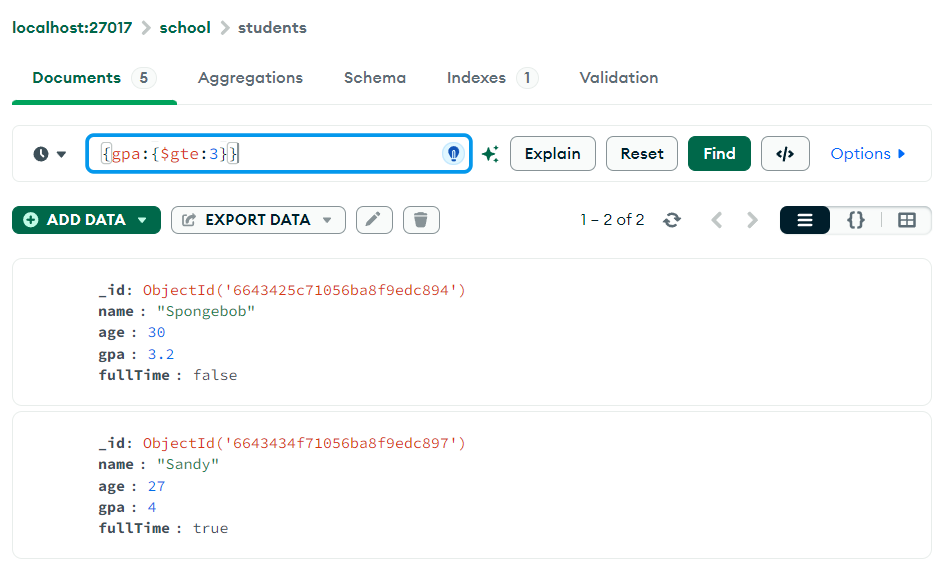 localhost:27017 > school > students
Documents 5 Aggregations Schema Indexes 1 Validation
{gpa:{$gte:3}} Explain Reset Find </> Options
ADD DATA EXPORT DATA 1 – 2 of 2 {}
_id: ObjectId('6643425c71056ba8f9edc894')
name : "Spongebob"
age : 30
gpa : 3.2
fullTime : false
_id: ObjectId('6643434f71056ba8f9edc897')
name : "Sandy"
age : 27
gpa : 4
fullTime : true